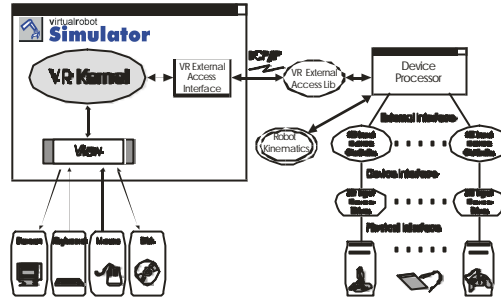 virtualrobot
Simulator
VR Kernel
VR External
Access
Interface
TCP/IP
VR External
Access Lib
Device
Processor
Robot
Kinematics
View
External Interface
Device Interface
Physical Interface
Screen
Keyboard
Mouse
Disk